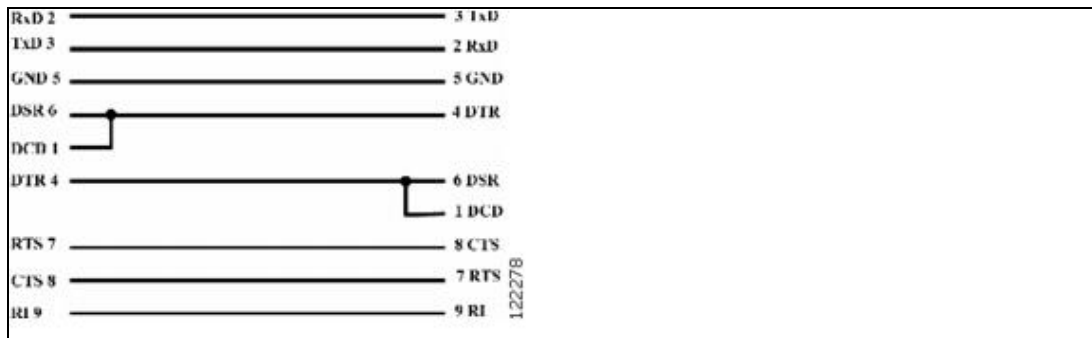 RxD 2 3 TxD
TxD 3 2 RxD
GND 5 5 GND
DSR 6 4 DTR
DCD 1
DTR 4 6 DSR
1 DCD
RTS 7 8 CTS
CTS 8 7 RTS
RI 9 9 RI
122278